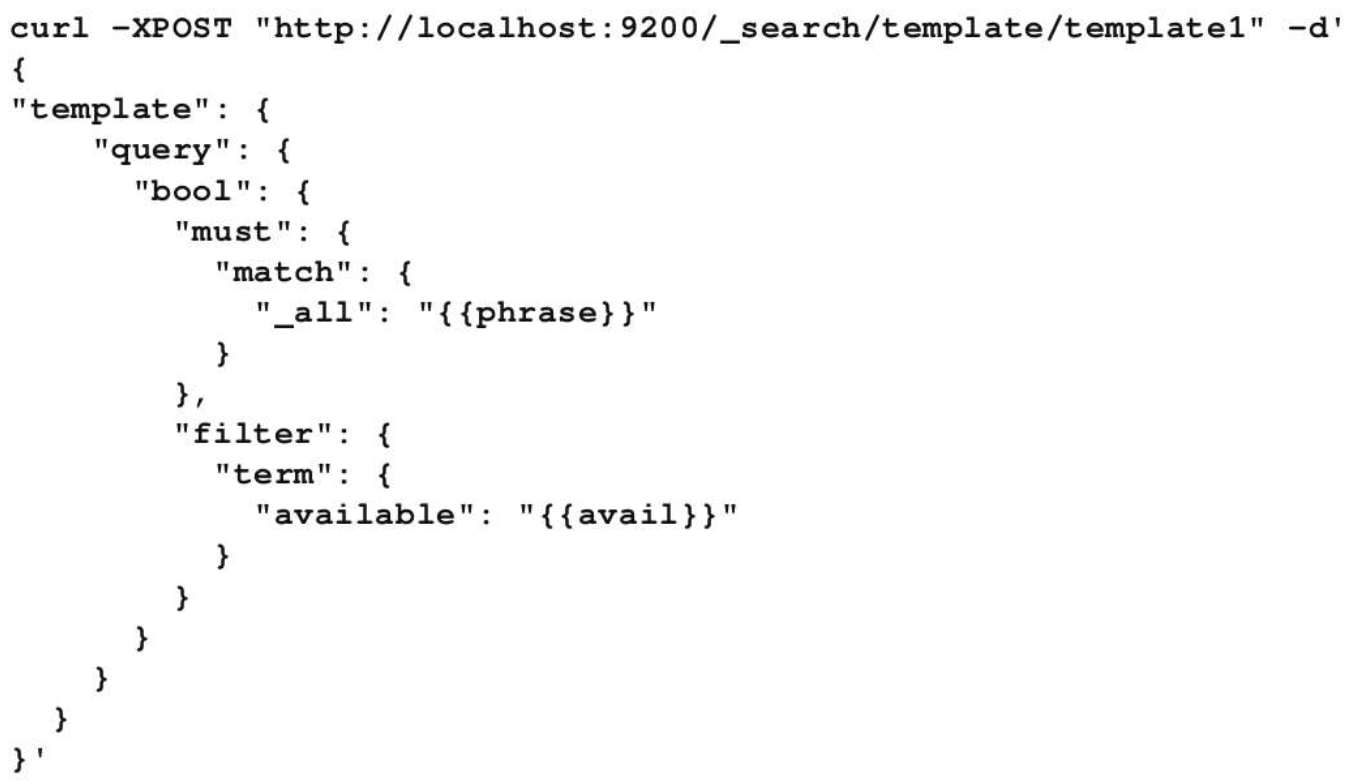 curl -XPOST "http://localhost:9200/_search/template/template1" -d'
{
"template": {
    "query": {
      "bool": {
        "must": {
          "match": {
            "_all": "{{phrase}}"
          }
        },
        "filter": {
          "term": {
            "available": "{{avail}}"
          }
        }
      }
    }
  }
}'